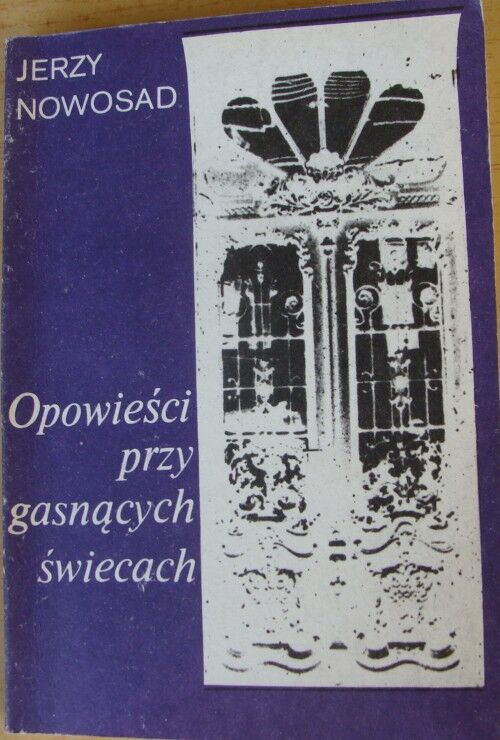 JERZY
NOWOSAD
Opowieści
przy
gasnących
świecach